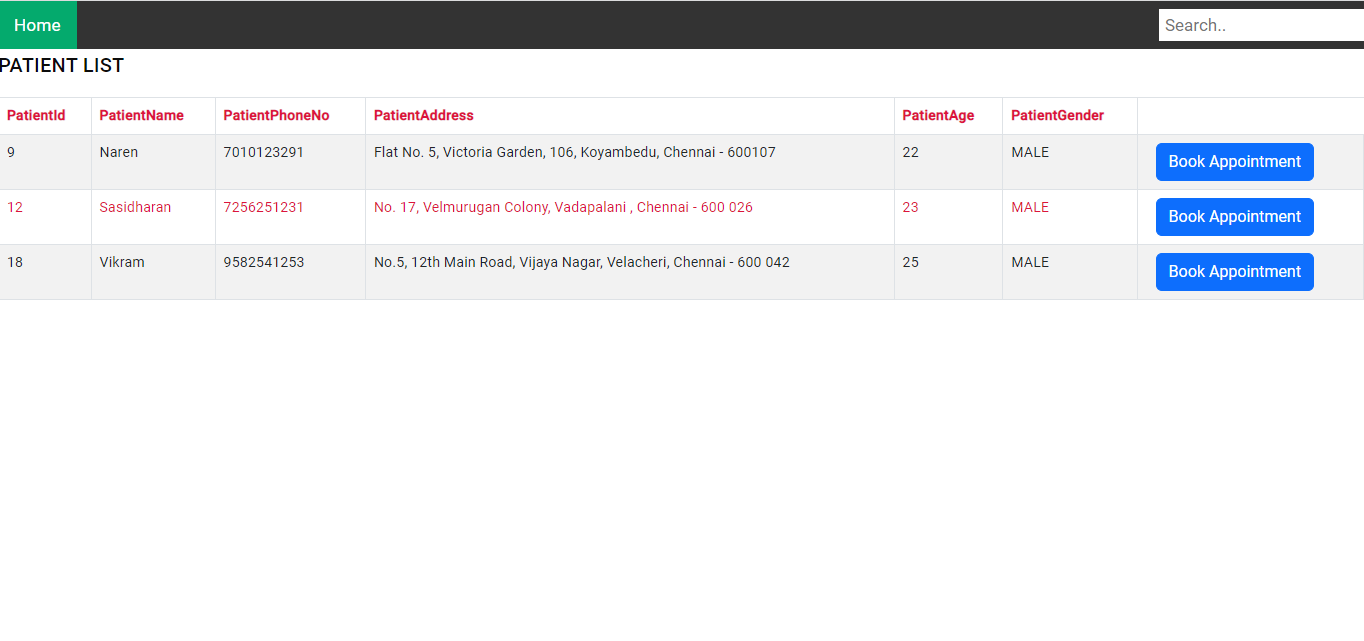 Home Search..
PATIENT LIST
PatientId PatientName PatientPhoneNo PatientAddress PatientAge PatientGender
9 Naren 7010123291 Flat No. 5, Victoria Garden, 106, Koyambedu, Chennai - 600107 22 MALE Book Appointment
12 Sasidharan 7256251231 No. 17, Velmurugan Colony, Vadapalani , Chennai - 600 026 23 MALE Book Appointment
18 Vikram 9582541253 No.5, 12th Main Road, Vijaya Nagar, Velacheri, Chennai - 600 042 25 MALE Book Appointment